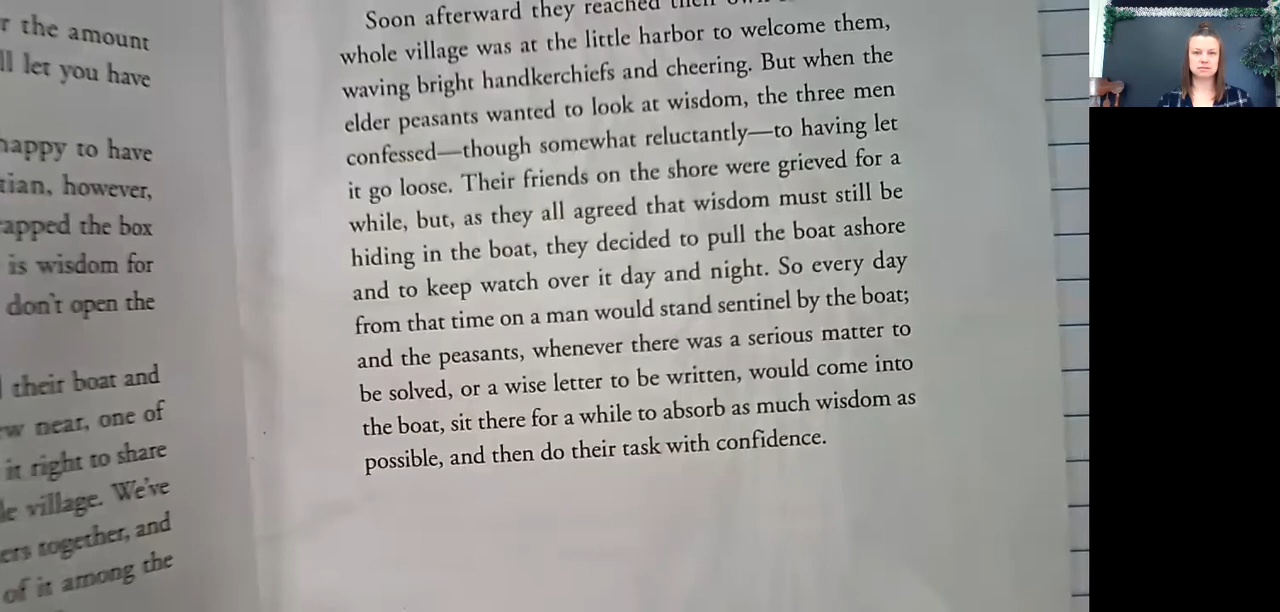 r the amount
ll let you have
happy to have
tian, however,
apped the box
is wisdom for
don't open the
their boat and
ew near, one of
it right to share
le village. We've
ers together, and
of it among the
Soon afterward they reached their own
whole village was at the little harbor to welcome them,
waving bright handkerchiefs and cheering. But when the
elder peasants wanted to look at wisdom, the three men
confessed—though somewhat reluctantly—to having let
it go loose. Their friends on the shore were grieved for a
while, but, as they all agreed that wisdom must still be
hiding in the boat, they decided to pull the boat ashore
and to keep watch over it day and night. So every day
from that time on a man would stand sentinel by the boat;
and the peasants, whenever there was a serious matter to
be solved, or a wise letter to be written, would come into
the boat, sit there for a while to absorb as much wisdom as
possible, and then do their task with confidence.